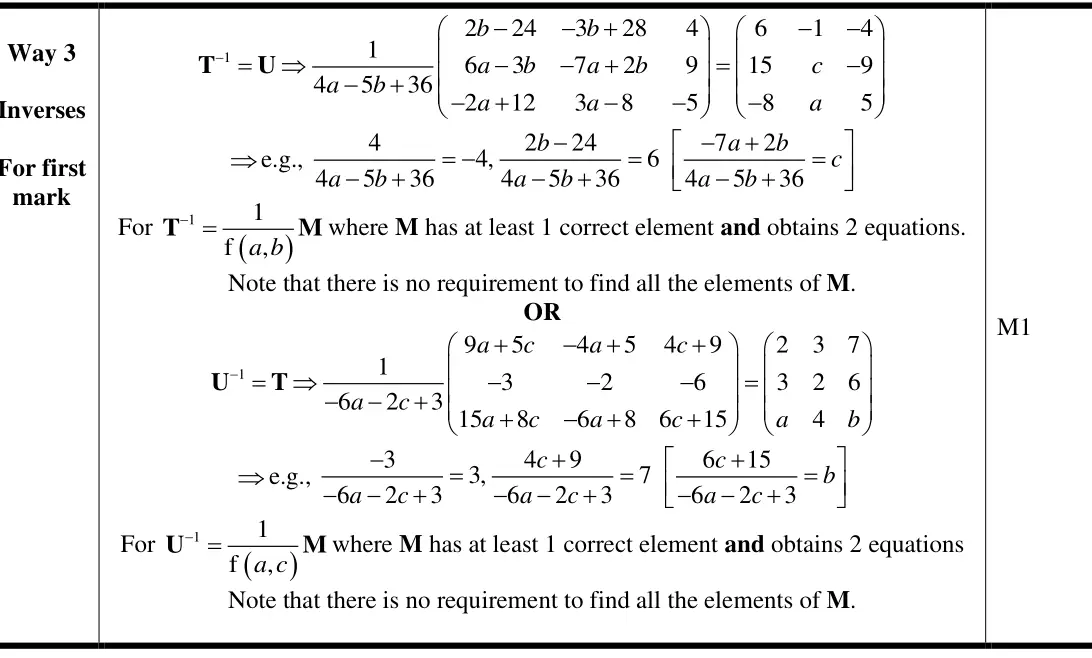 Way 3
Inverses
For first
mark
T⁻¹ = U ⇒ 1/(4a − 5b + 36) (2b − 24 −3b + 28 4; 6a − 3b −7a + 2b 9; −2a + 12 3a − 8 −5) = (6 −1 −4; 15 c −9; −8 a 5)
⇒ e.g., 4/(4a − 5b + 36) = −4, (2b − 24)/(4a − 5b + 36) = 6 [(−7a + 2b)/(4a − 5b + 36) = c]
For T⁻¹ = 1/f(a,b) M where M has at least 1 correct element and obtains 2 equations.
Note that there is no requirement to find all the elements of M.
OR
U⁻¹ = T ⇒ 1/(−6a − 2c + 3) (9a + 5c −4a + 5 4c + 9; −3 −2 −6; 15a + 8c −6a + 8 6c + 15) = (2 3 7; 3 2 6; a 4 b)
⇒ e.g., −3/(−6a − 2c + 3) = 3, (4c + 9)/(−6a − 2c + 3) = 7 [(6c + 15)/(−6a − 2c + 3) = b]
For U⁻¹ = 1/f(a,c) M where M has at least 1 correct element and obtains 2 equations
Note that there is no requirement to find all the elements of M.
M1